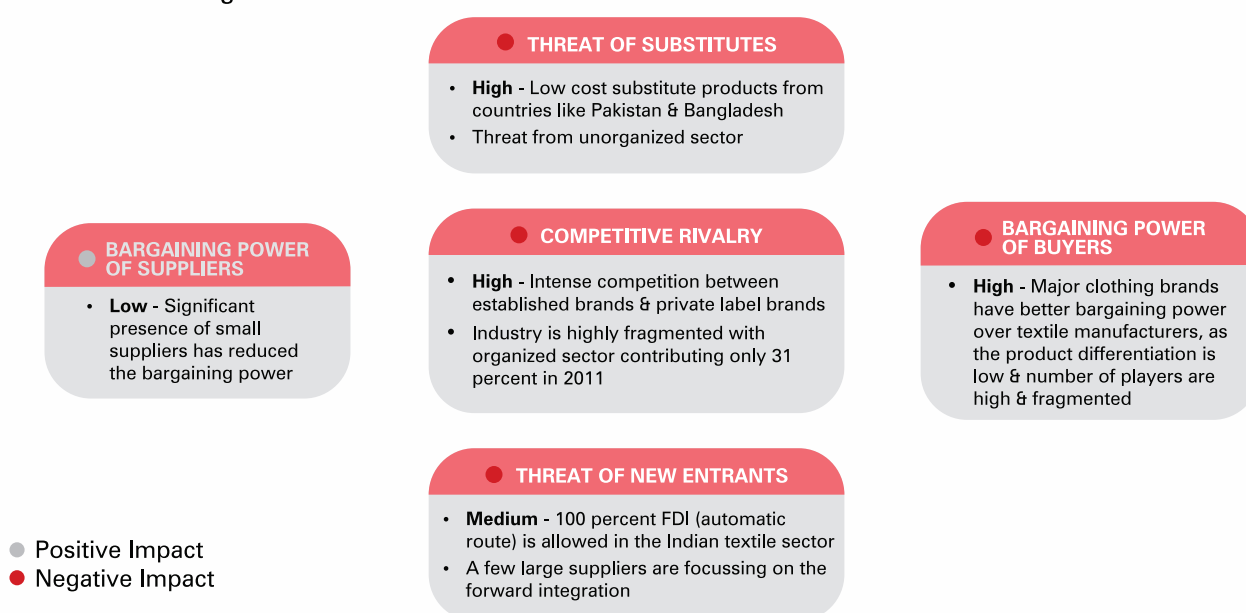 THREAT OF SUBSTITUTES
• High - Low cost substitute products from
countries like Pakistan & Bangladesh
• Threat from unorganized sector
BARGAINING POWER
OF SUPPLIERS
• Low - Significant
presence of small
suppliers has reduced
the bargaining power
COMPETITIVE RIVALRY
• High - Intense competition between
established brands & private label brands
• Industry is highly fragmented with
organized sector contributing only 31
percent in 2011
BARGAINING POWER
OF BUYERS
• High - Major clothing brands
have better bargaining power
over textile manufacturers, as
the product differentiation is
low & number of players are
high & fragmented
THREAT OF NEW ENTRANTS
• Medium - 100 percent FDI (automatic
route) is allowed in the Indian textile sector
• A few large suppliers are focussing on the
forward integration
Positive Impact
Negative Impact